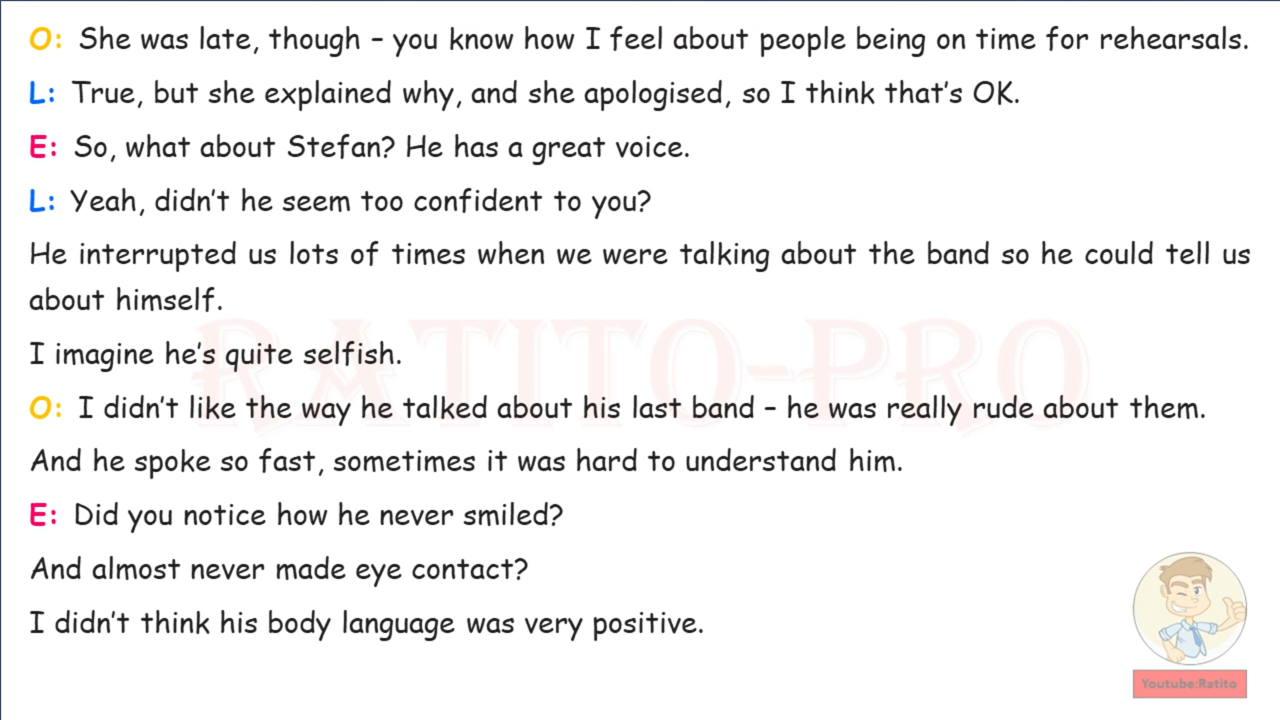 O: She was late, though – you know how I feel about people being on time for rehearsals.
L: True, but she explained why, and she apologised, so I think that's OK.
E: So, what about Stefan? He has a great voice.
L: Yeah, didn't he seem too confident to you?
He interrupted us lots of times when we were talking about the band so he could tell us
about himself.
I imagine he's quite selfish.
RATITO-PRO
O: I didn't like the way he talked about his last band – he was really rude about them.
And he spoke so fast, sometimes it was hard to understand him.
E: Did you notice how he never smiled?
And almost never made eye contact?
I didn't think his body language was very positive.
Youtube:Ratito